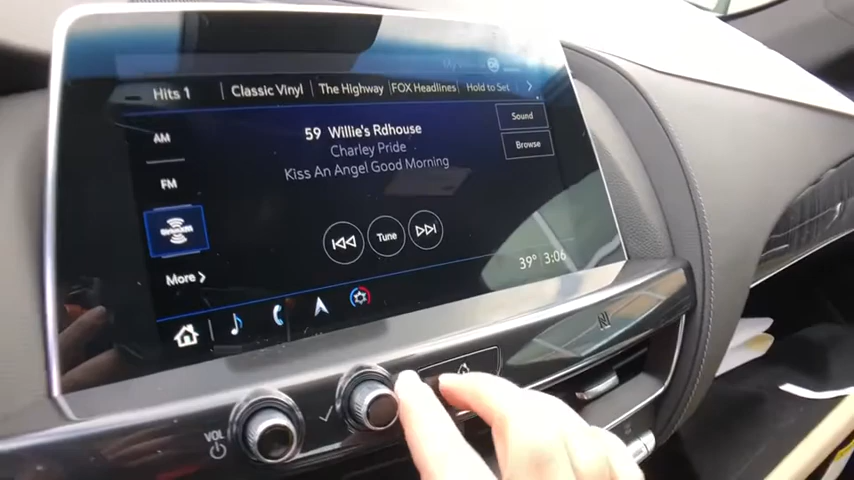 Hits 1 Classic Vinyl The Highway FOX Headlines Hold to Set
AM
59 Willie's Rdhouse
Sound
Charley Pride
Browse
FM
Kiss An Angel Good Morning
SiriusXM
Tune
More
39° 3:06
VOL